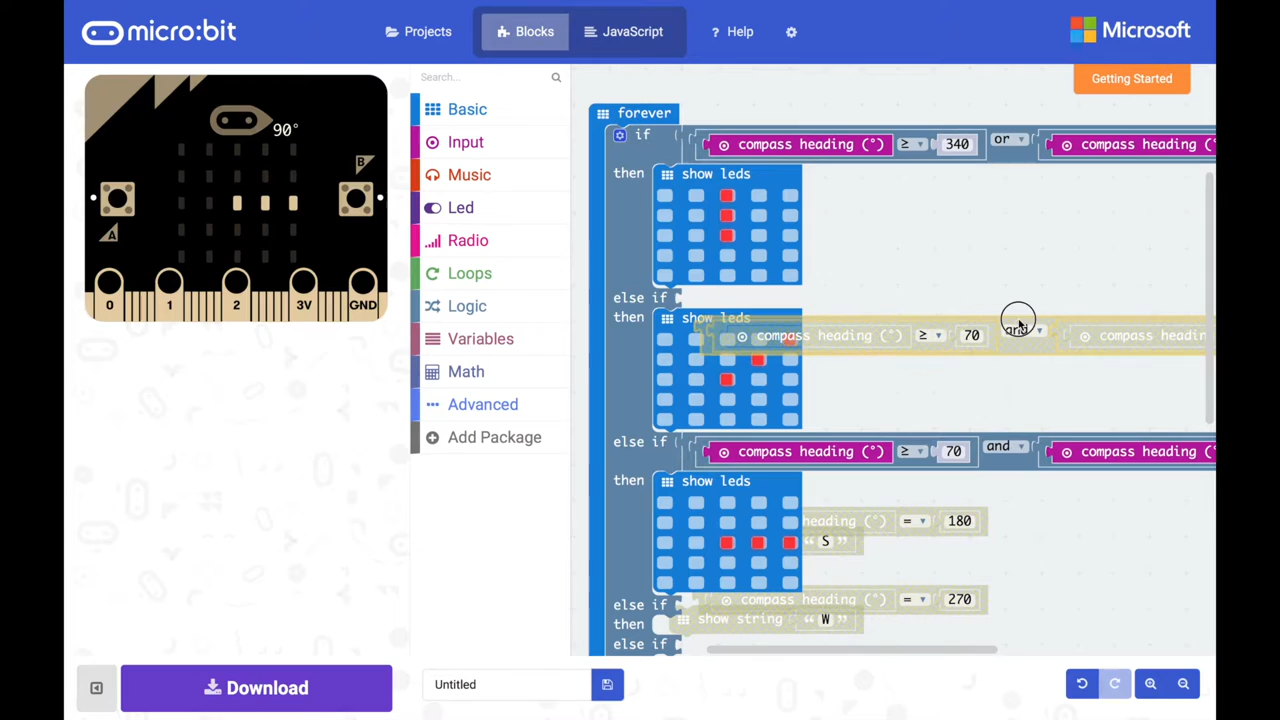 micro:bit
Projects
Blocks
JavaScript
? Help
Microsoft
Getting Started
Search...
Basic
Input
Music
Led
Radio
Loops
Logic
Variables
Math
Advanced
Add Package
90°
A
B
0 1 2 3V GND
forever
if compass heading (°) ≥ 340 or compass heading (°
then show leds
else if
then show leds
compass heading (°) ≥ 70 and compass headin
else if compass heading (°) ≥ 70 and compass heading (°
then show leds
heading (°) = 180
“ S ”
else if compass heading (°) = 270
then show string “ W ”
else if
Download
Untitled